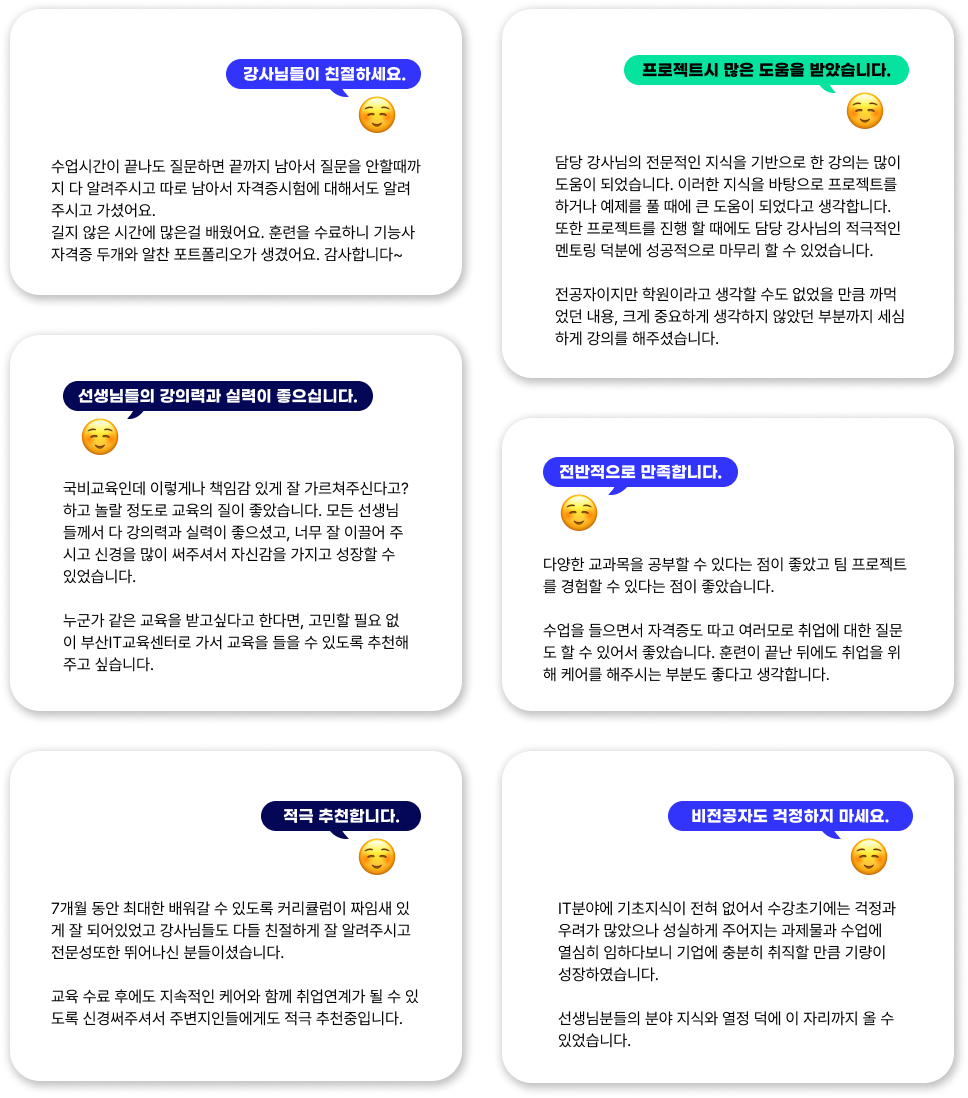 강사님들이 친절하세요.
수업시간이 끝나도 질문하면 끝까지 남아서 질문을 안할때까
지 다 알려주시고 따로 남아서 자격증시험에 대해서도 알려
주시고 가셨어요.
길지 않은 시간에 많은걸 배웠어요. 훈련을 수료하니 기능사
자격증 두개와 알찬 포트폴리오가 생겼어요. 감사합니다~
프로젝트시 많은 도움을 받았습니다.
담당 강사님의 전문적인 지식을 기반으로 한 강의는 많이
도움이 되었습니다. 이러한 지식을 바탕으로 프로젝트를
하거나 예제를 풀 때에 큰 도움이 되었다고 생각합니다.
또한 프로젝트를 진행 할 때에도 담당 강사님의 적극적인
멘토링 덕분에 성공적으로 마무리 할 수 있었습니다.
전공자이지만 학원이라고 생각할 수도 없었을 만큼 까먹
었던 내용, 크게 중요하게 생각하지 않았던 부분까지 세심
하게 강의를 해주셨습니다.
선생님들의 강의력과 실력이 좋으십니다.
국비교육인데 이렇게나 책임감 있게 잘 가르쳐주신다고?
하고 놀랄 정도로 교육의 질이 좋았습니다. 모든 선생님
들께서 다 강의력과 실력이 좋으셨고, 너무 잘 이끌어 주
시고 신경을 많이 써주셔서 자신감을 가지고 성장할 수
있었습니다.
누군가 같은 교육을 받고싶다고 한다면, 고민할 필요 없
이 부산IT교육센터로 가서 교육을 들을 수 있도록 추천해
주고 싶습니다.
전반적으로 만족합니다.
다양한 교과목을 공부할 수 있다는 점이 좋았고 팀 프로젝트
를 경험할 수 있다는 점이 좋았습니다.
수업을 들으면서 자격증도 따고 여러모로 취업에 대한 질문
도 할 수 있어서 좋았습니다. 훈련이 끝난 뒤에도 취업을 위
해 케어를 해주시는 부분도 좋다고 생각합니다.
적극 추천합니다.
7개월 동안 최대한 배워갈 수 있도록 커리큘럼이 짜임새 있
게 잘 되어있었고 강사님들도 다들 친절하게 잘 알려주시고
전문성또한 뛰어나신 분들이셨습니다.
교육 수료 후에도 지속적인 케어와 함께 취업연계가 될 수 있
도록 신경써주셔서 주변지인들에게도 적극 추천중입니다.
비전공자도 걱정하지 마세요.
IT분야에 기초지식이 전혀 없어서 수강초기에는 걱정과
우려가 많았으나 성실하게 주어지는 과제물과 수업에
열심히 임하다보니 기업에 충분히 취직할 만큼 기량이
성장하였습니다.
선생님분들의 분야 지식와 열정 덕에 이 자리까지 올 수
있었습니다.